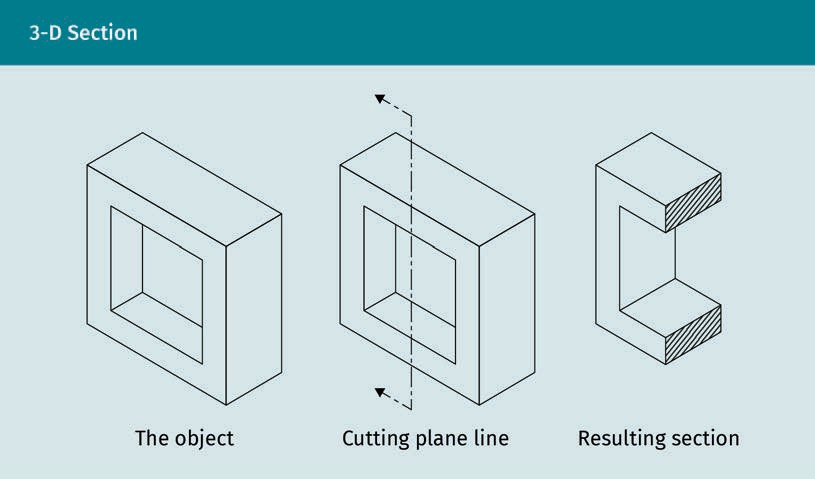 3-D Section
The object
Cutting plane line
Resulting section